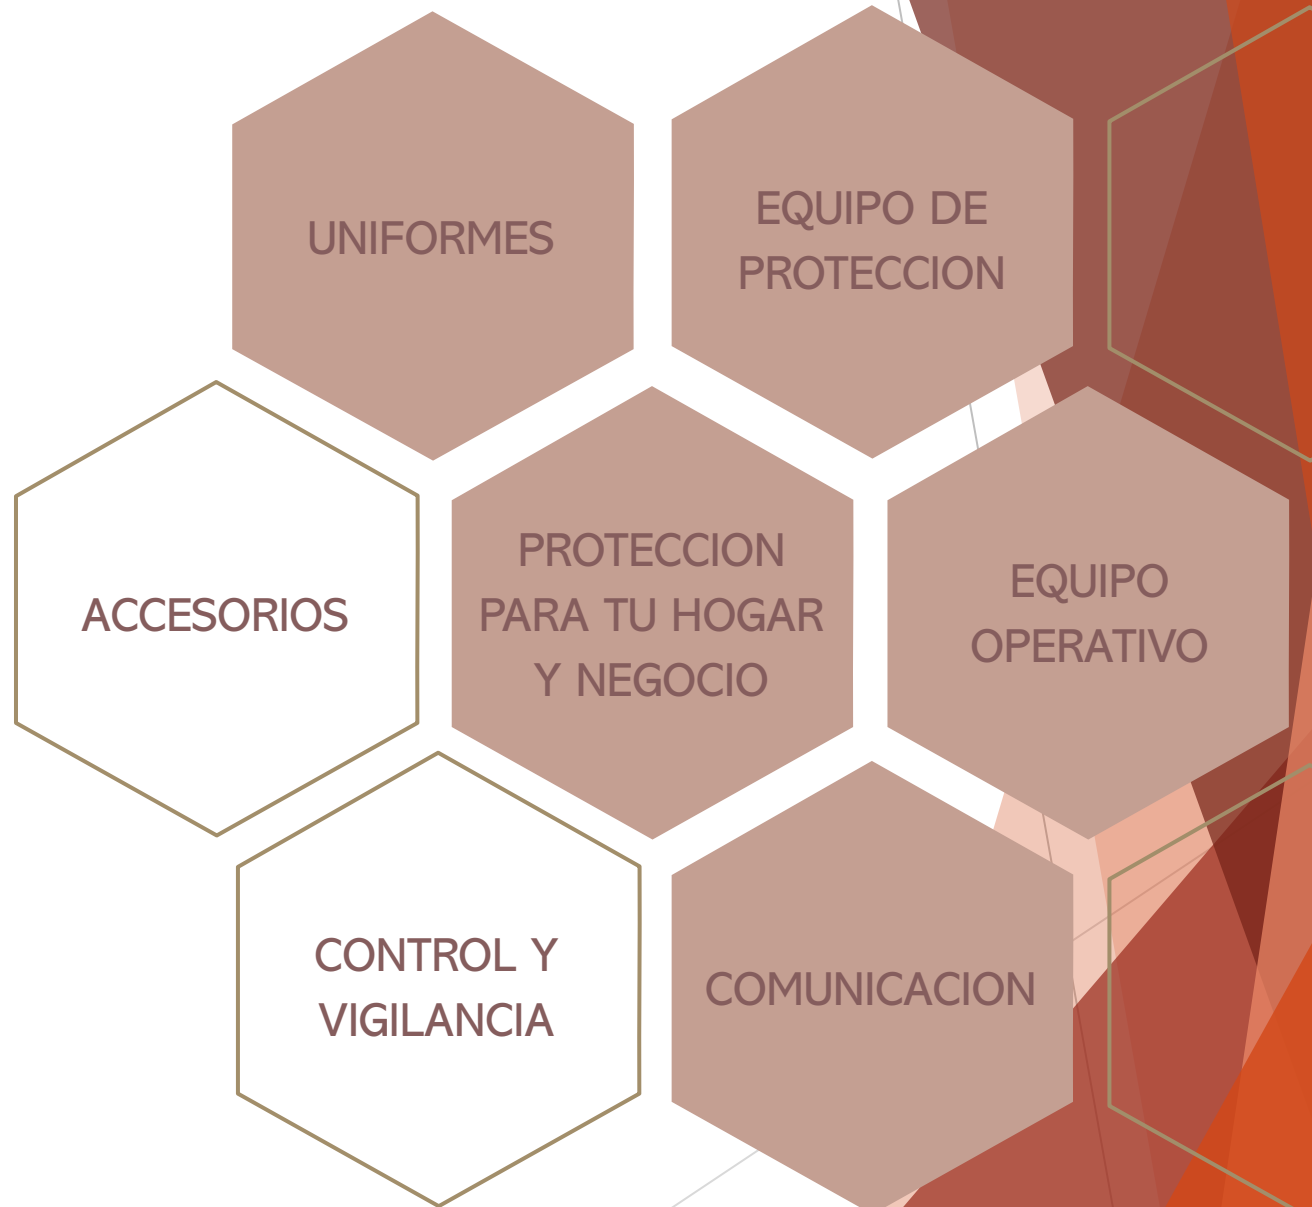 UNIFORMES
EQUIPO DE
PROTECCION
ACCESORIOS
PROTECCION
PARA TU HOGAR
Y NEGOCIO
EQUIPO
OPERATIVO
CONTROL Y
VIGILANCIA
COMUNICACION